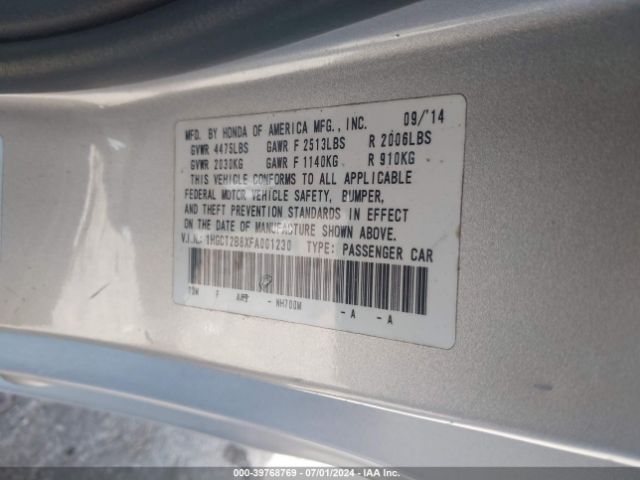 09/'14
MFD. BY HONDA OF AMERICA MFG., INC.
GVWR 4475LBS GAWR F 2513LBS R 2006LBS
GVWR 2030KG GAWR F 1140KG R 910KG
THIS VEHICLE CONFORMS TO ALL APPLICABLE
FEDERAL MOTOR VEHICLE SAFETY, BUMPER,
AND THEFT PREVENTION STANDARDS IN EFFECT
ON THE DATE OF MANUFACTURE SHOWN ABOVE.
V.I.N.: 1HGCT2B8XFA001230 TYPE: PASSENGER CAR
F - NH700M - A - A
000-39768769 | 07/01/2024 | IAA Inc.